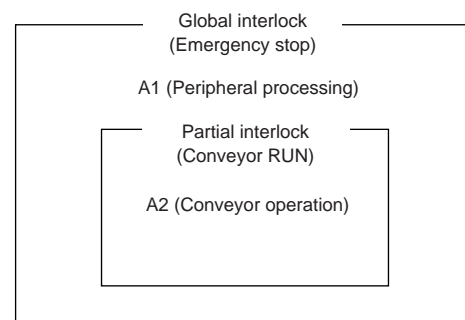 Global interlock
(Emergency stop)
A1 (Peripheral processing)
Partial interlock
(Conveyor RUN)
A2 (Conveyor operation)